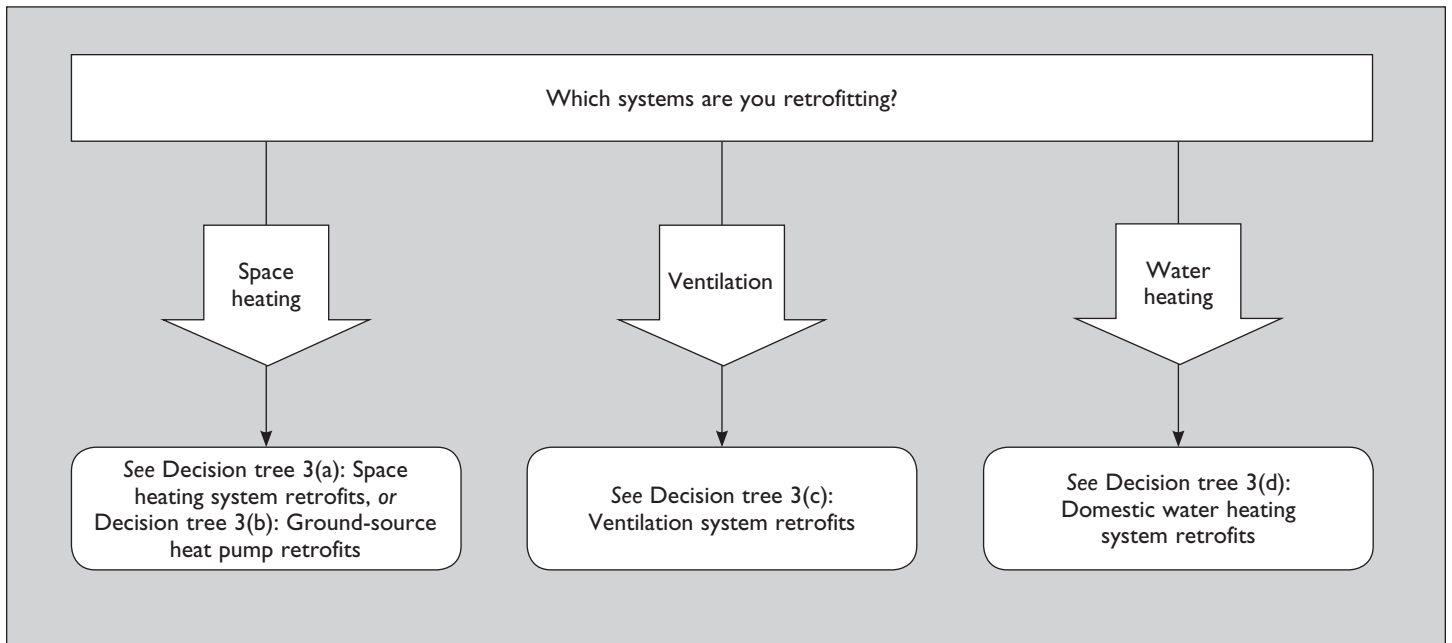 Which systems are you retrofitting?
Space
heating
Ventilation
Water
heating
See Decision tree 3(a): Space
heating system retrofits, or
Decision tree 3(b): Ground-source
heat pump retrofits
See Decision tree 3(c):
Ventilation system retrofits
See Decision tree 3(d):
Domestic water heating
system retrofits